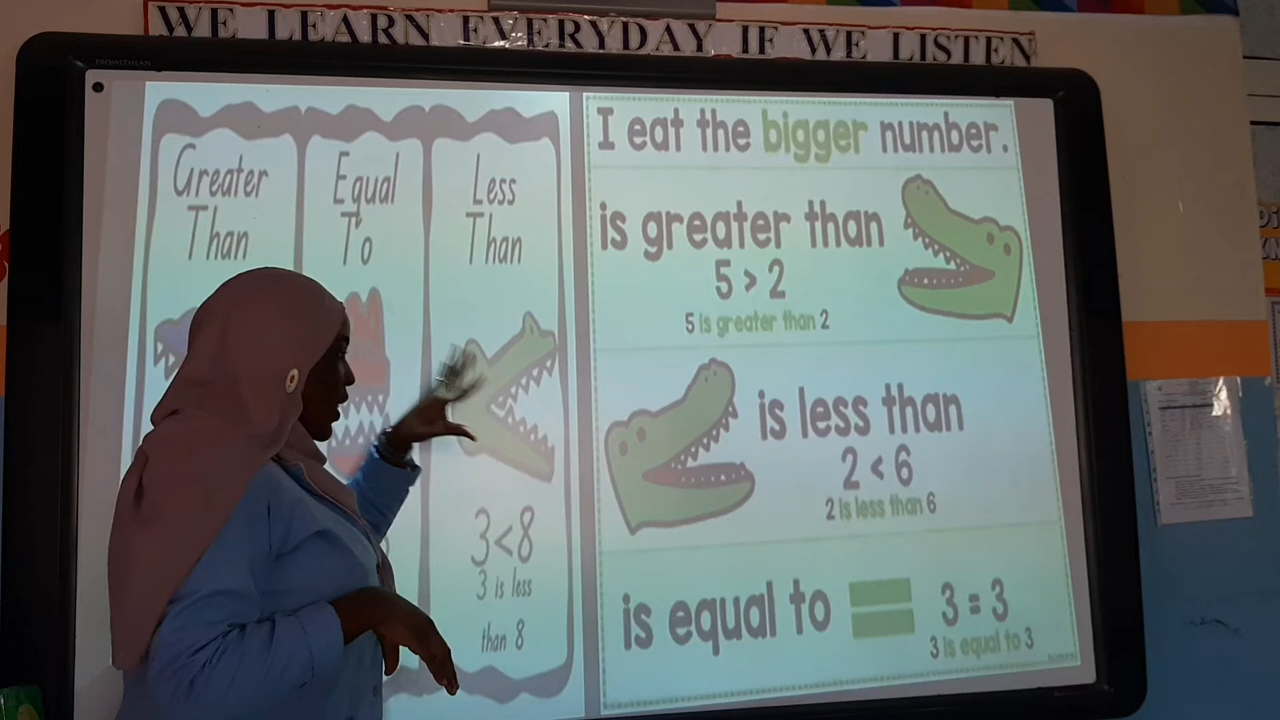 WE LEARN EVERYDAY IF WE LISTEN
PROMETHEAN
Greater
Than
Equal
To
Less
Than
3<8
3 is less
than 8
I eat the bigger number.
is greater than
5 > 2
5 is greater than 2
is less than
2 < 6
2 is less than 6
is equal to = 3 = 3
3 is equal to 3